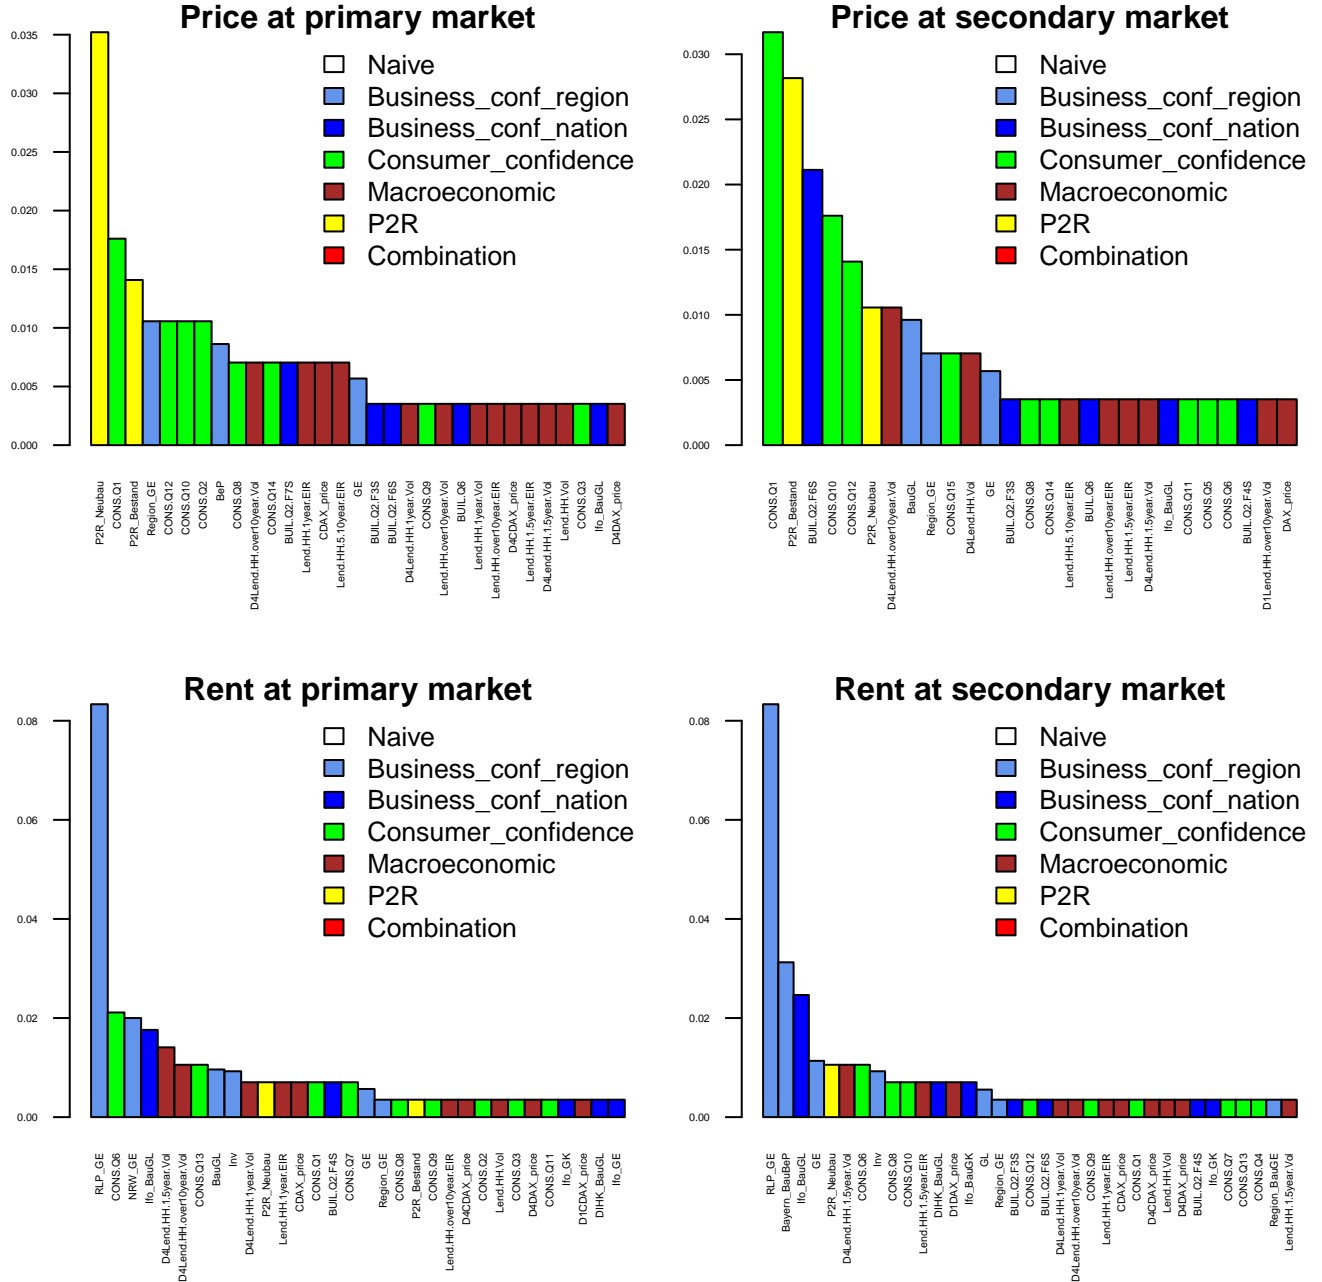 Price at primary market
0.035
0.030
0.025
0.020
0.015
0.010
0.005
0.000
Naive
Business_conf_region
Business_conf_nation
Consumer_confidence
Macroeconomic
P2R
Combination
P2R_Neubau
CONS.Q1
P2R_Bestand
Region_GE
CONS.Q12
CONS.Q10
CONS.Q2
BeP
CONS.Q8
D4Lend.HH.over10year.Vol
CONS.Q14
BUIL.Q2.F7S
Lend.HH.1year.EIR
CDAX_price
Lend.HH.5.10year.EIR
GE
BUIL.Q2.F3S
BUIL.Q2.F6S
D4Lend.HH.1year.Vol
CONS.Q9
Lend.HH.over10year.Vol
BUIL.Q6
Lend.HH.1year.Vol
Lend.HH.over10year.EIR
D4CDAX_price
Lend.HH.1.5year.EIR
D4Lend.HH.1.5year.Vol
Lend.HH.Vol
CONS.Q3
Ifo_BauGL
D4DAX_price
Price at secondary market
0.030
0.025
0.020
0.015
0.010
0.005
0.000
Naive
Business_conf_region
Business_conf_nation
Consumer_confidence
Macroeconomic
P2R
Combination
CONS.Q1
P2R_Bestand
BUIL.Q2.F6S
CONS.Q10
CONS.Q12
P2R_Neubau
D4Lend.HH.over10year.Vol
BauGL
Region_GE
CONS.Q15
D4Lend.HH.Vol
GE
BUIL.Q2.F3S
CONS.Q8
CONS.Q14
Lend.HH.5.10year.EIR
BUIL.Q6
Lend.HH.over10year.EIR
Lend.HH.1.5year.EIR
D4Lend.HH.1.5year.Vol
Ifo_BauGL
CONS.Q11
CONS.Q5
CONS.Q6
BUIL.Q2.F4S
D1Lend.HH.over10year.Vol
DAX_price
Rent at primary market
0.08
0.06
0.04
0.02
0.00
Naive
Business_conf_region
Business_conf_nation
Consumer_confidence
Macroeconomic
P2R
Combination
RLP_GE
CONS.Q6
NRW_GE
Ifo_BauGL
D4Lend.HH.1.5year.Vol
D4Lend.HH.over10year.Vol
CONS.Q13
BauGL
Inv
D4Lend.HH.1year.Vol
P2R_Neubau
Lend.HH.1year.EIR
CDAX_price
CONS.Q1
BUIL.Q2.F4S
CONS.Q7
GE
Region_GE
CONS.Q8
P2R_Bestand
CONS.Q9
Lend.HH.over10year.EIR
D4CDAX_price
CONS.Q2
Lend.HH.Vol
CONS.Q3
D4DAX_price
CONS.Q11
Ifo_GK
D1CDAX_price
DIHK_BauGL
Ifo_GE
Rent at secondary market
0.08
0.06
0.04
0.02
0.00
Naive
Business_conf_region
Business_conf_nation
Consumer_confidence
Macroeconomic
P2R
Combination
RLP_GE
Bayern_BauBeP
Ifo_BauGL
GE
P2R_Neubau
D4Lend.HH.1.5year.Vol
CONS.Q6
Inv
CONS.Q8
CONS.Q10
Lend.HH.1.5year.EIR
DIHK_BauGL
D1DAX_price
Ifo_BauGK
GL
Region_GE
BUIL.Q2.F3S
CONS.Q12
BUIL.Q2.F6S
D4Lend.HH.1year.Vol
D4Lend.HH.over10year.Vol
CONS.Q9
Lend.HH.1year.EIR
CDAX_price
CONS.Q1
D4CDAX_price
Lend.HH.Vol
D4DAX_price
BUIL.Q2.F4S
Ifo_GK
CONS.Q7
CONS.Q13
CONS.Q4
Region_BauGE
Lend.HH.1.5year.Vol